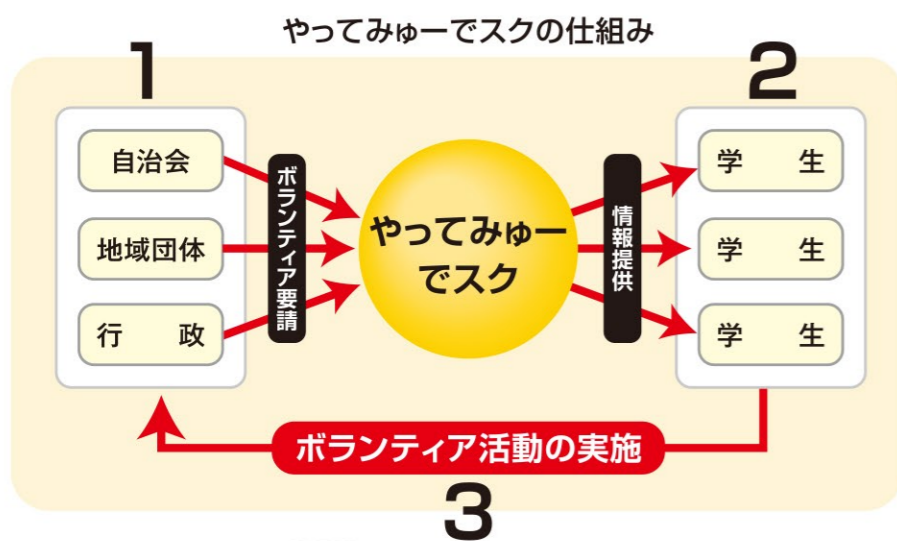 やってみゅーでスクの仕組み
1
自治会
地域団体
行　政
ボランティア要請
やってみゅー
でスク
情報提供
2
学　生
学　生
学　生
ボランティア活動の実施
3